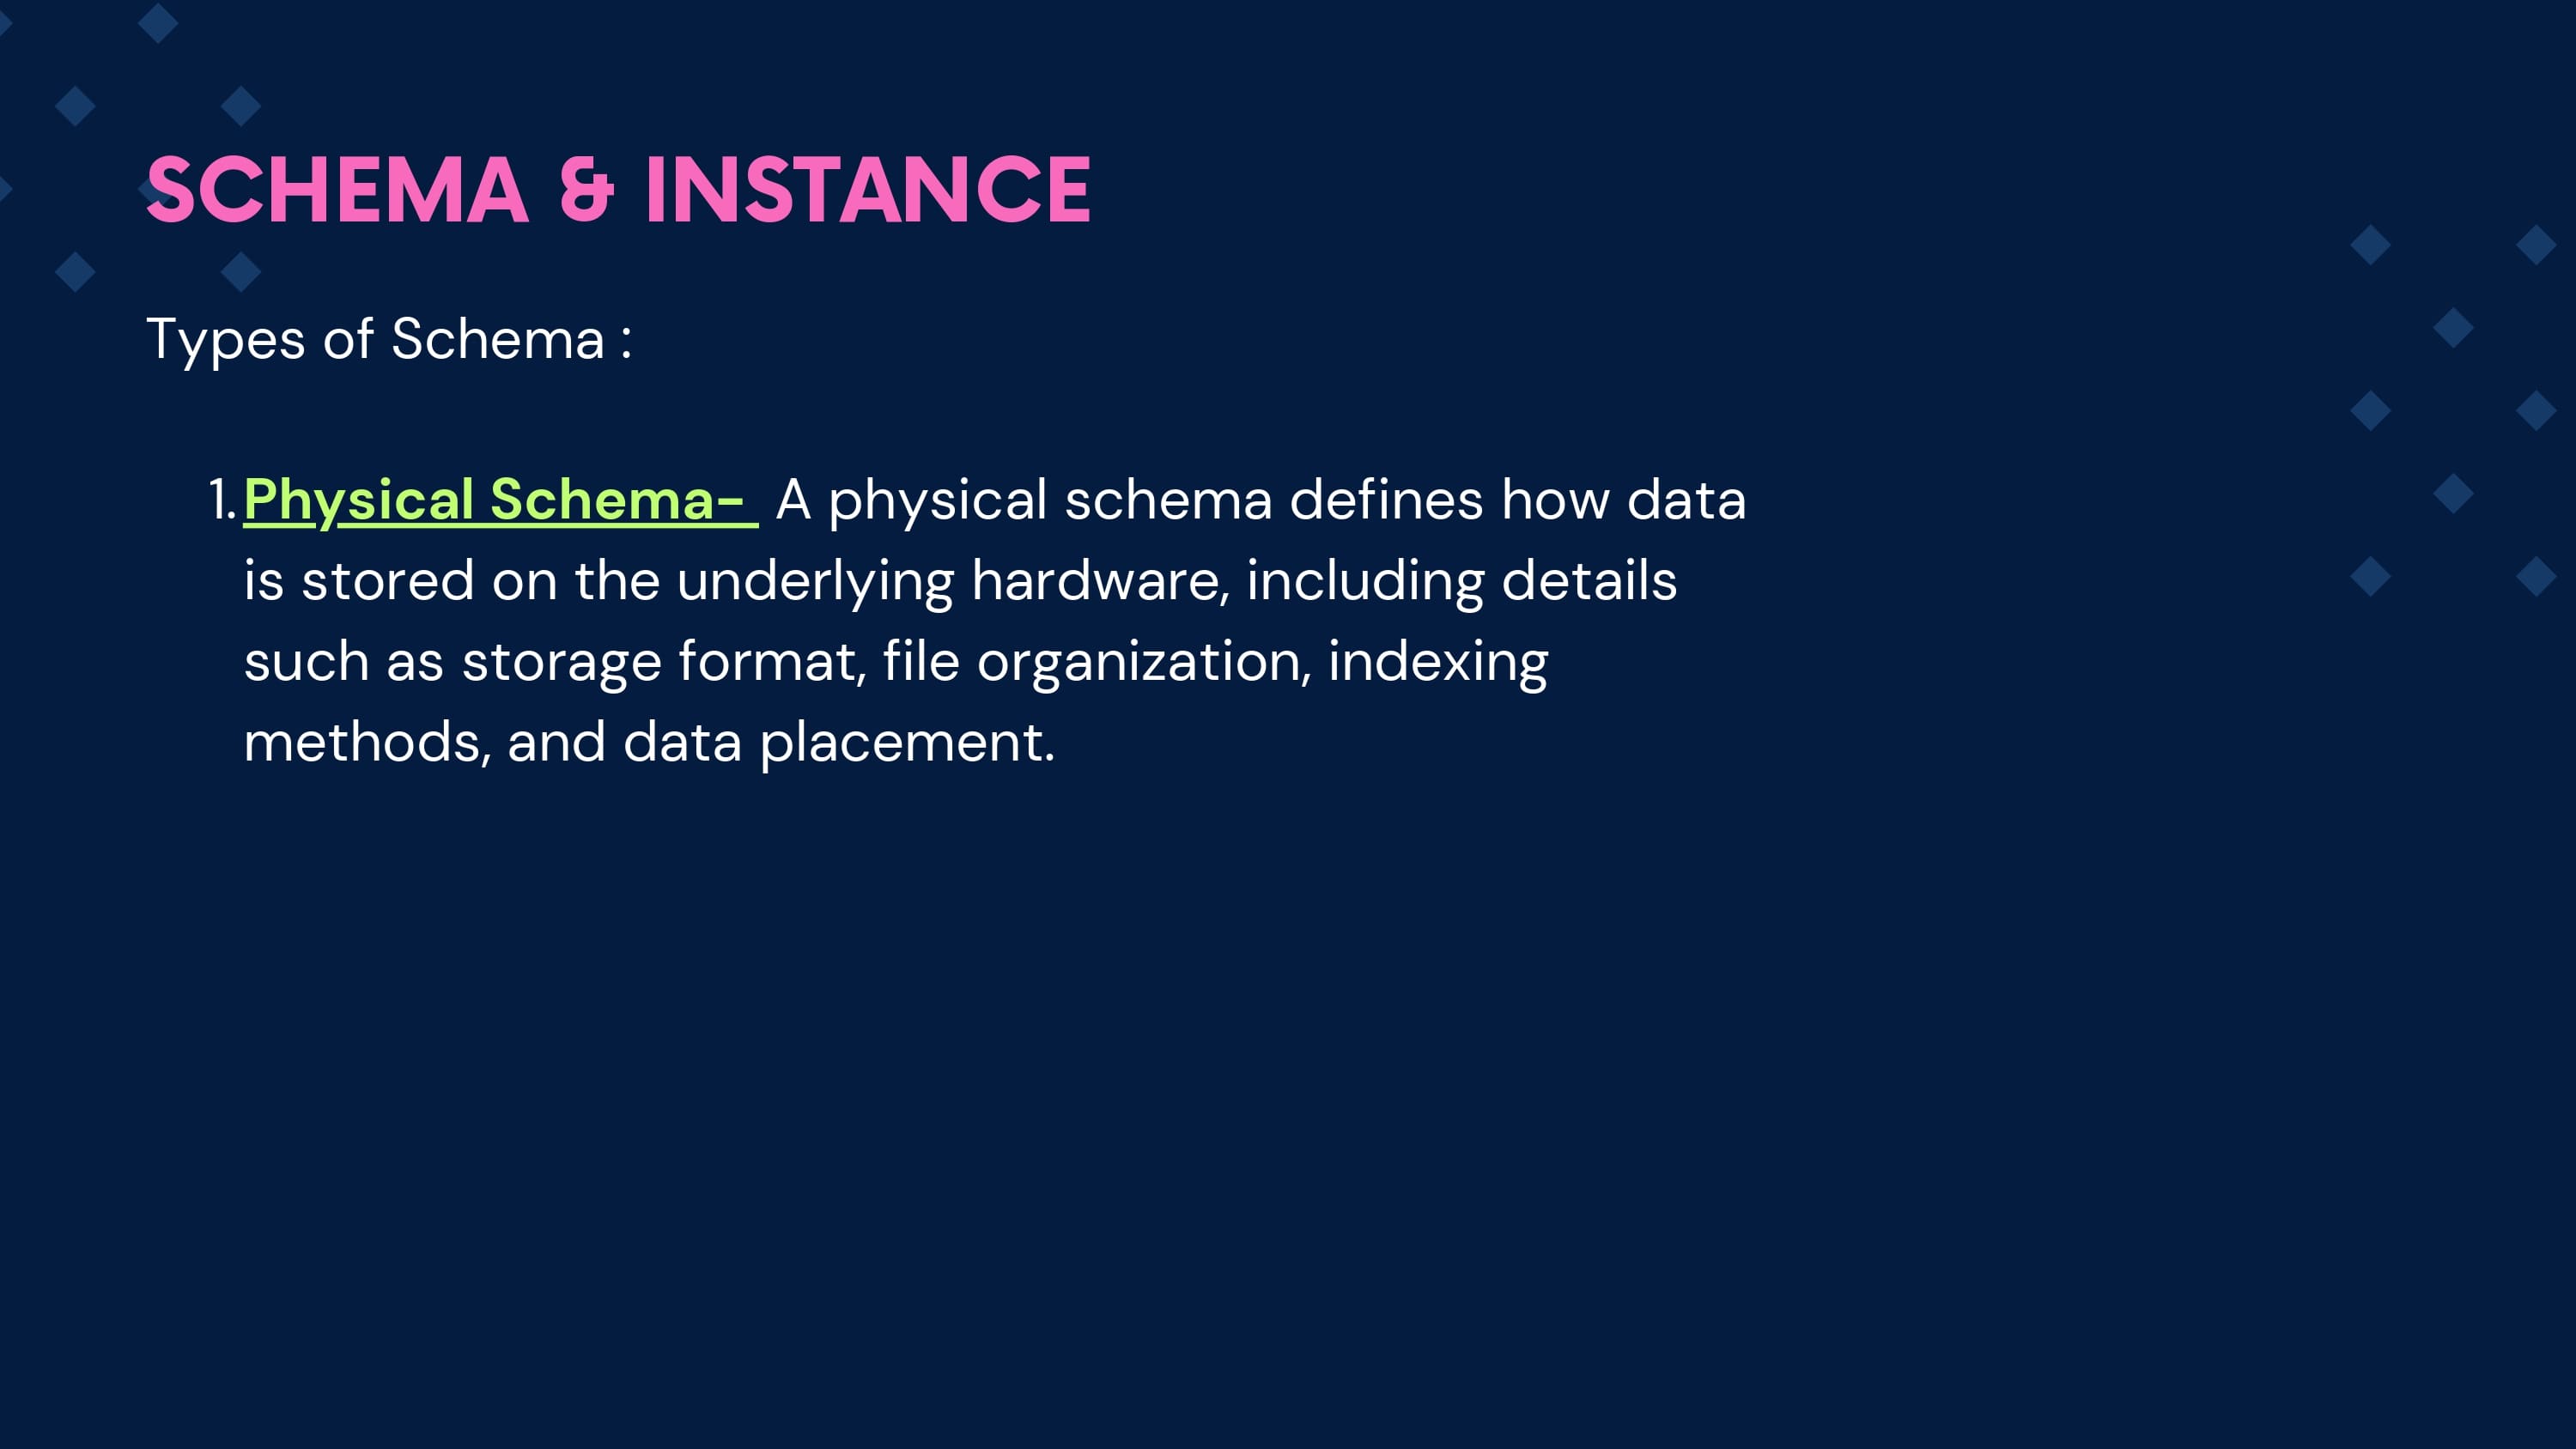 SCHEMA & INSTANCE
Types of Schema :
1. Physical Schema- A physical schema defines how data
is stored on the underlying hardware, including details
such as storage format, file organization, indexing
methods, and data placement.